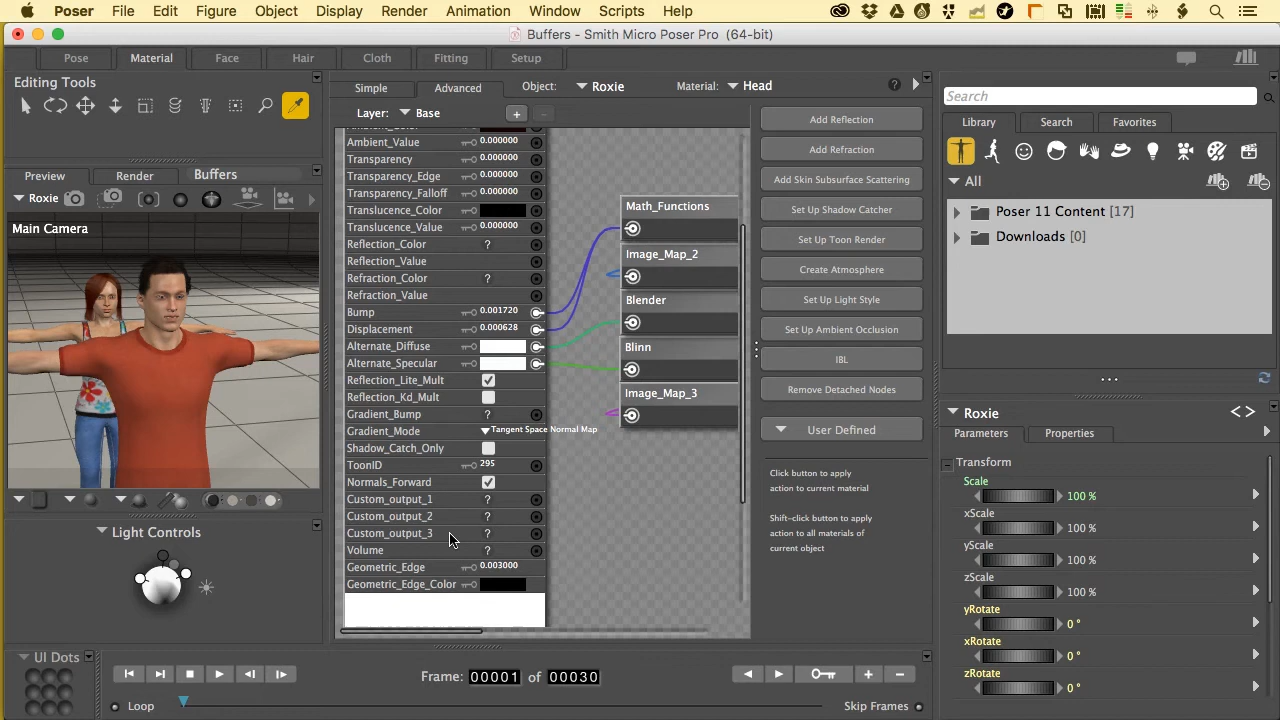 Poser File Edit Figure Object Display Render Animation Window Scripts Help
Buffers - Smith Micro Poser Pro (64-bit)
Pose Material Face Hair Cloth Fitting Setup
Editing Tools
Simple Advanced Object: Roxie Material: Head
Layer: Base
Preview Render Buffers
Roxie
Main Camera
Light Controls
UI Dots
Ambient_Value 0.000000
Transparency 0.000000
Transparency_Edge 0.000000
Transparency_Falloff 0.000000
Translucence_Color
Translucence_Value 0.000000
Reflection_Color ?
Reflection_Value
Refraction_Color ?
Refraction_Value
Bump 0.001720
Displacement 0.000628
Alternate_Diffuse
Alternate_Specular
Reflection_Lite_Mult
Reflection_Kd_Mult
Gradient_Bump ?
Gradient_Mode Tangent Space Normal Map
Shadow_Catch_Only
ToonID 295
Normals_Forward
Custom_output_1 ?
Custom_output_2 ?
Custom_output_3 ?
Volume ?
Geometric_Edge 0.003000
Geometric_Edge_Color
Math_Functions
Image_Map_2
Blender
Blinn
Image_Map_3
Add Reflection
Add Refraction
Add Skin Subsurface Scattering
Set Up Shadow Catcher
Set Up Toon Render
Create Atmosphere
Set Up Light Style
Set Up Ambient Occlusion
IBL
Remove Detached Nodes
User Defined
Click button to apply
action to current material
Shift-click button to apply
action to all materials of
current object
Search
Library Search Favorites
All
Poser 11 Content [17]
Downloads [0]
Roxie
Parameters Properties
Transform
Scale
100 %
xScale
100 %
yScale
100 %
zScale
100 %
yRotate
0 °
xRotate
0 °
zRotate
0 °
Frame: 00001 of 00030
Loop Skip Frames